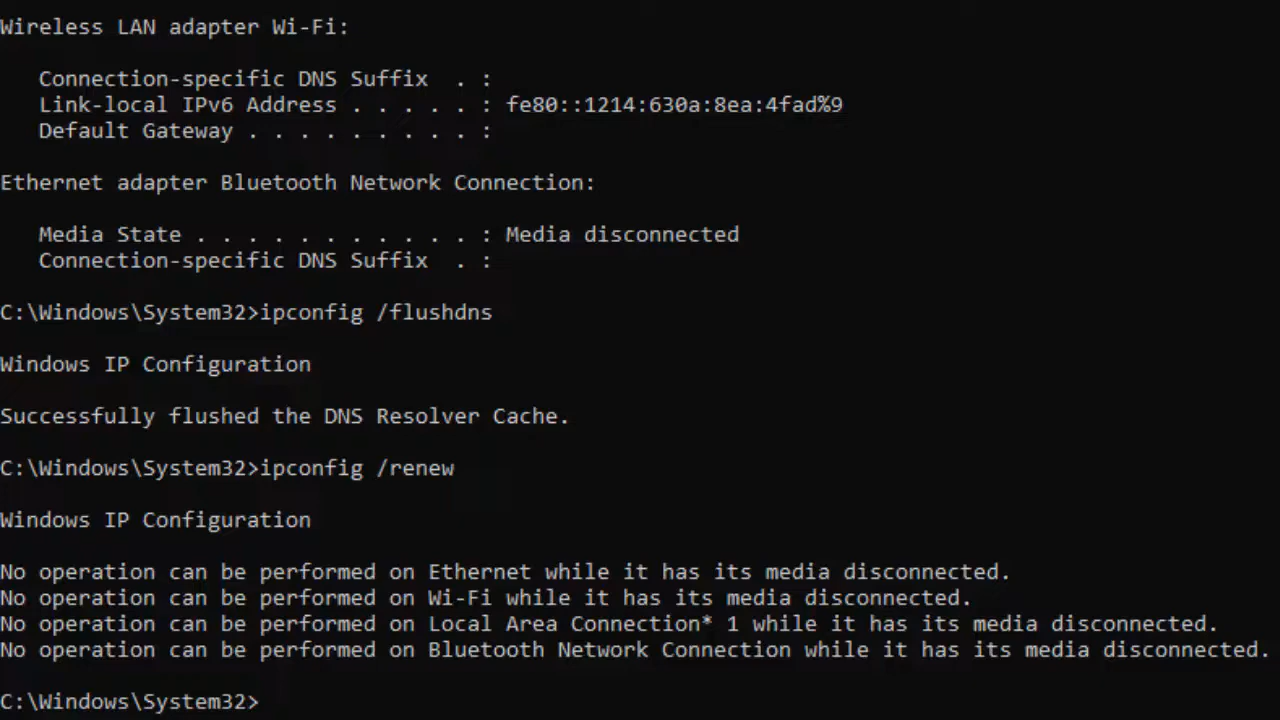 Wireless LAN adapter Wi-Fi:
Connection-specific DNS Suffix  . :
Link-local IPv6 Address . . . . . : fe80::1214:630a:8ea:4fad%9
Default Gateway . . . . . . . . . :
Ethernet adapter Bluetooth Network Connection:
Media State . . . . . . . . . . . : Media disconnected
Connection-specific DNS Suffix  . :
C:\Windows\System32>ipconfig /flushdns
Windows IP Configuration
Successfully flushed the DNS Resolver Cache.
C:\Windows\System32>ipconfig /renew
Windows IP Configuration
No operation can be performed on Ethernet while it has its media disconnected.
No operation can be performed on Wi-Fi while it has its media disconnected.
No operation can be performed on Local Area Connection* 1 while it has its media disconnected.
No operation can be performed on Bluetooth Network Connection while it has its media disconnected.
C:\Windows\System32>